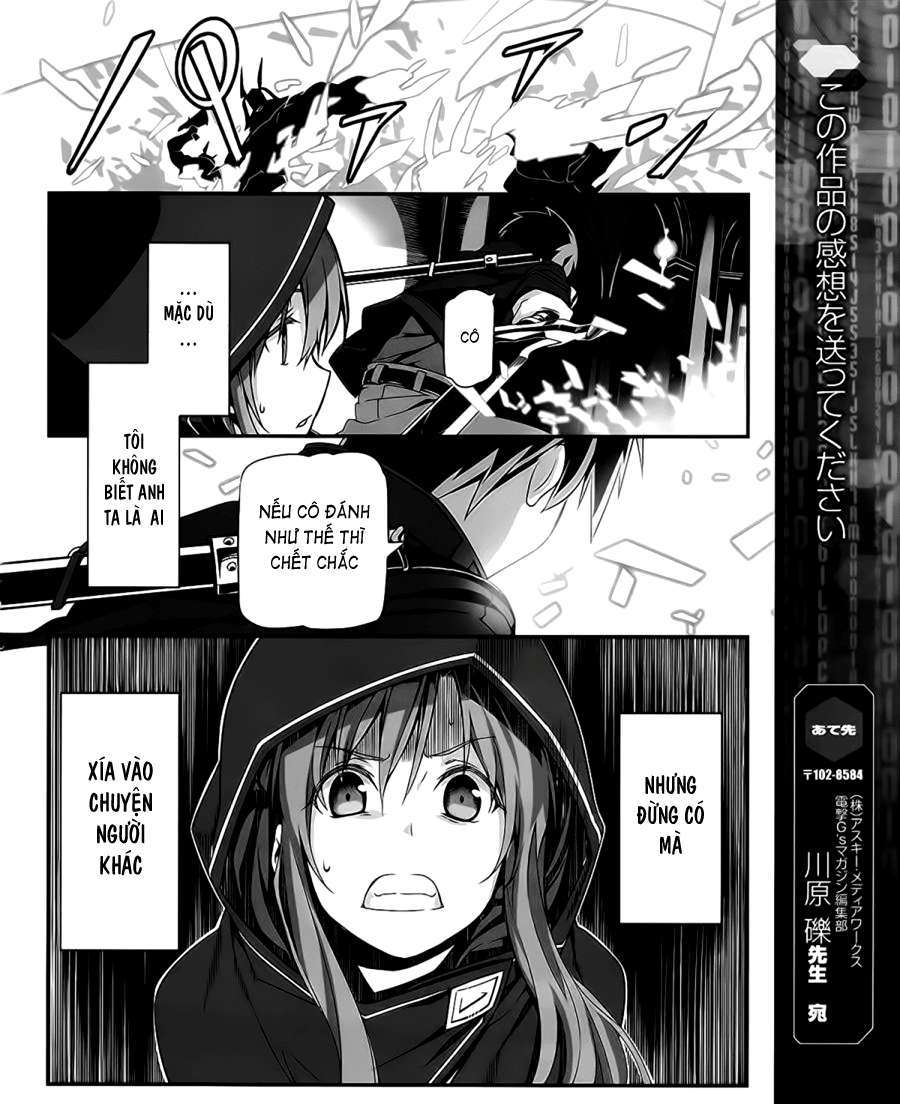 パァァァ
...
MẶC DÙ
...
CÔ
TÔI
KHÔNG
BIẾT ANH
TA LÀ AI
NẾU CÔ ĐÁNH
NHƯ THẾ THÌ
CHẾT CHẮC
NHƯNG
ĐỪNG CÓ
MÀ
XÍA VÀO
CHUYỆN
NGƯỜI
KHÁC
この作品の感想を送ってください
あて先
〒102-8584
(株)アスキー・メディアワークス
電撃G'sマガジン編集部
川原 礫先生 宛